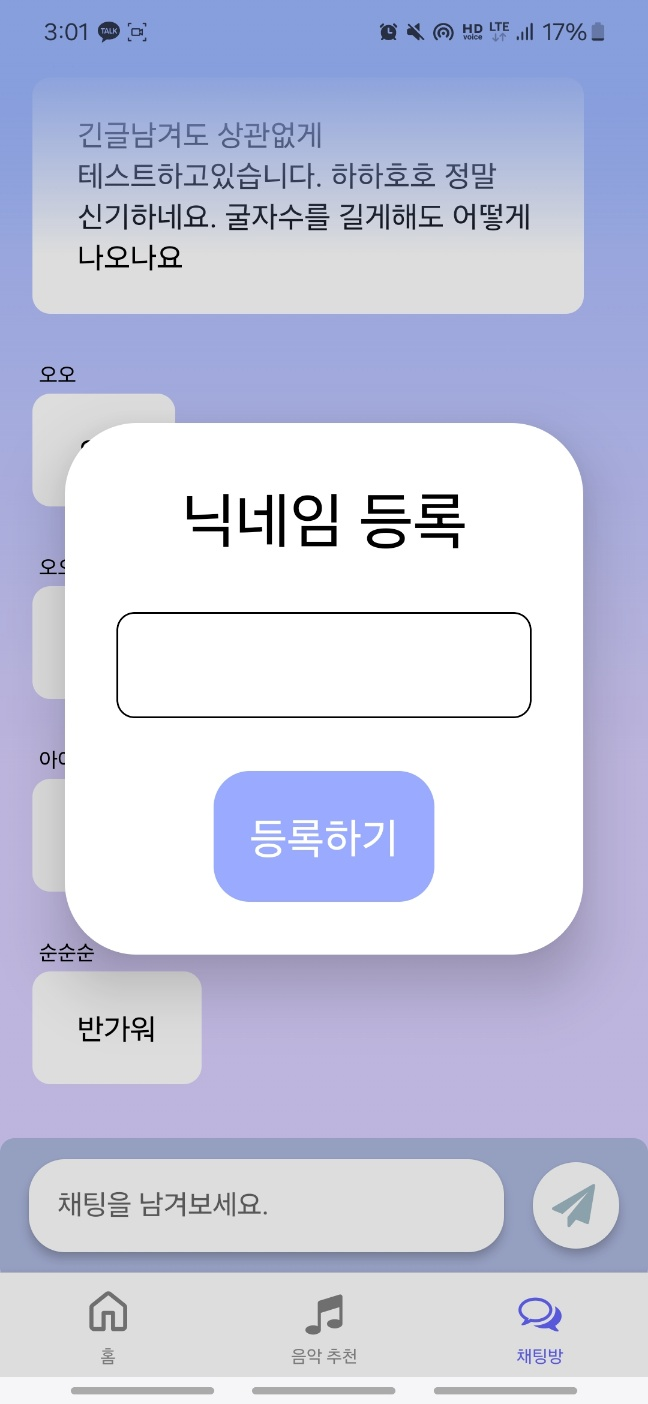 3:01 TALK HD voice LTE 17%
긴글남겨도 상관없게
테스트하고있습니다. 하하호호 정말
신기하네요. 굴자수를 길게해도 어떻게
나오나요
오오
닉네임 등록
등록하기
순순순
반가워
채팅을 남겨보세요.
홈 음악 추천 채팅방